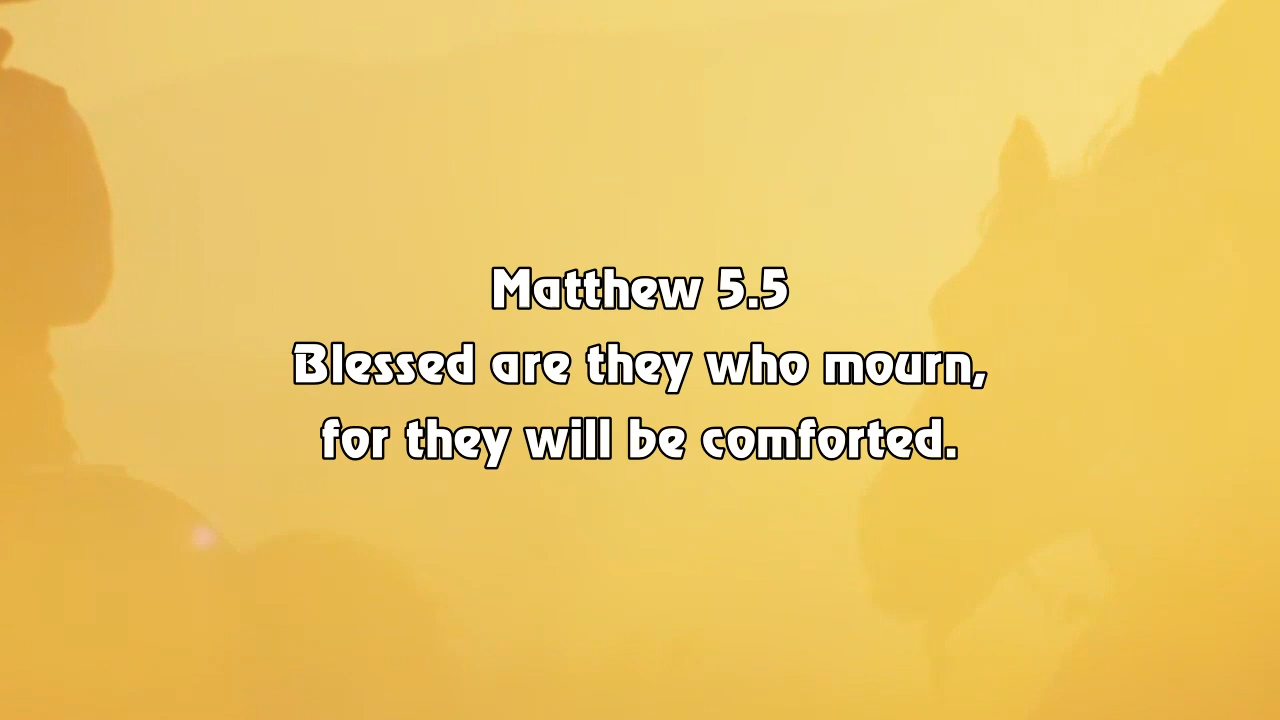 Matthew 5.5
Blessed are they who mourn,
for they will be comforted.